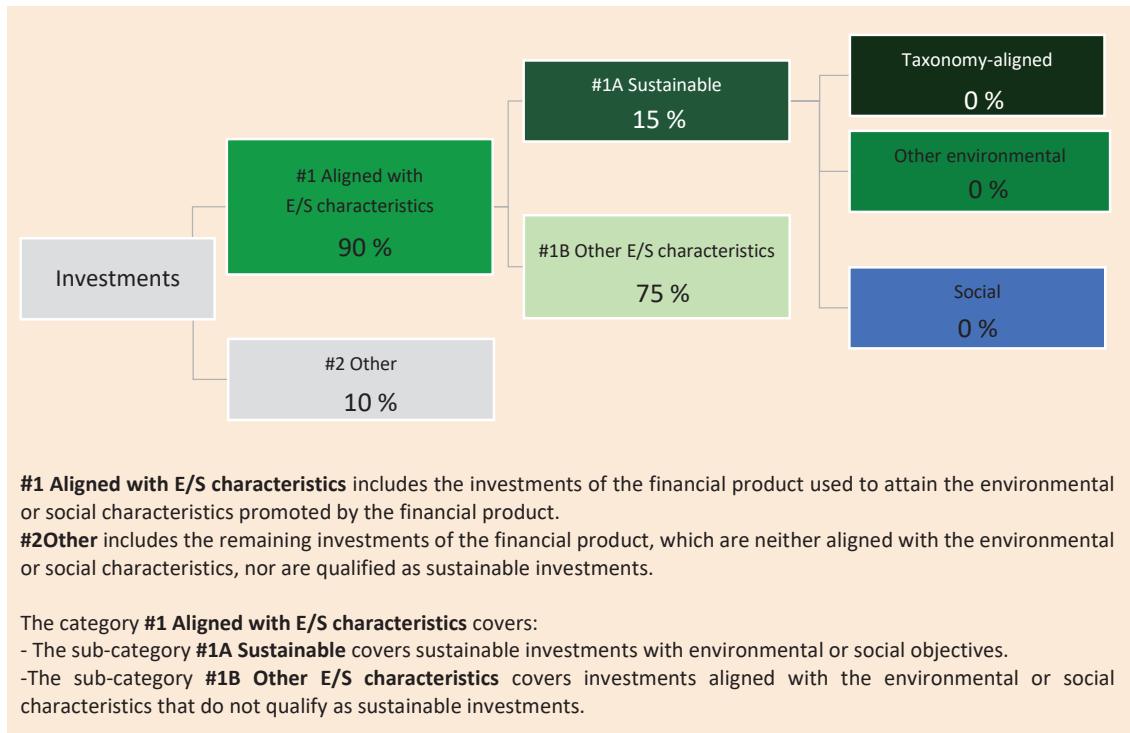 Taxonomy-aligned
0 %
#1A Sustainable
15 %
Other environmental
0 %
#1 Aligned with
E/S characteristics
90 %
#1B Other E/S characteristics
75 %
Investments
Social
0 %
#2 Other
10 %
#1 Aligned with E/S characteristics includes the investments of the financial product used to attain the environmental
or social characteristics promoted by the financial product.
#2Other includes the remaining investments of the financial product, which are neither aligned with the environmental
or social characteristics, nor are qualified as sustainable investments.
The category #1 Aligned with E/S characteristics covers:
- The sub-category #1A Sustainable covers sustainable investments with environmental or social objectives.
-The sub-category #1B Other E/S characteristics covers investments aligned with the environmental or social
characteristics that do not qualify as sustainable investments.